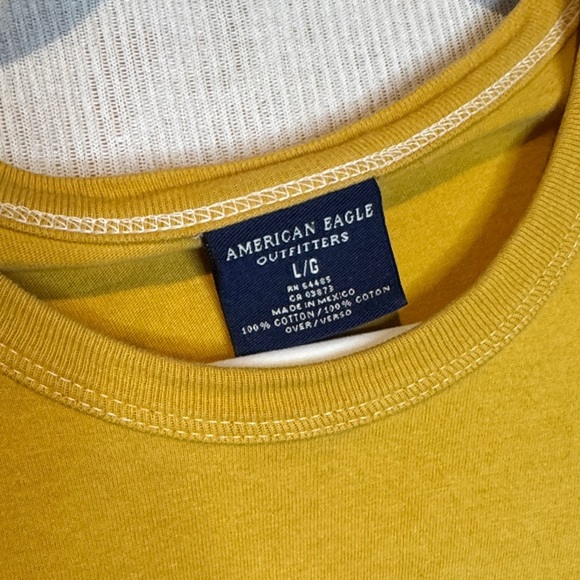 AMERICAN EAGLE
OUTFITTERS
L/G
RN 54485
CA 03873
MADE IN MEXICO
100% COTTON/100% COTON
OVER/VERSO